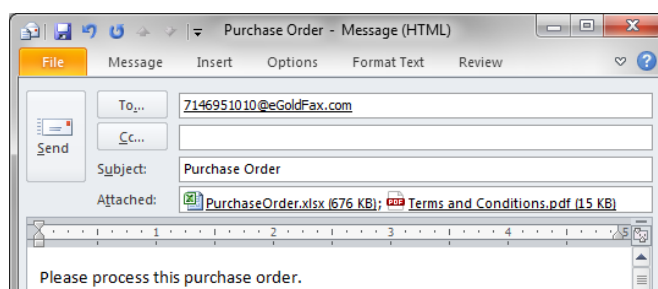 Purchase Order - Message (HTML)
File Message Insert Options Format Text Review
To... 7146951010@eGoldFax.com
Cc...
Send
Subject: Purchase Order
Attached: PurchaseOrder.xlsx (676 KB); PDF Terms and Conditions.pdf (15 KB)
1 2 3 4 5
Please process this purchase order.